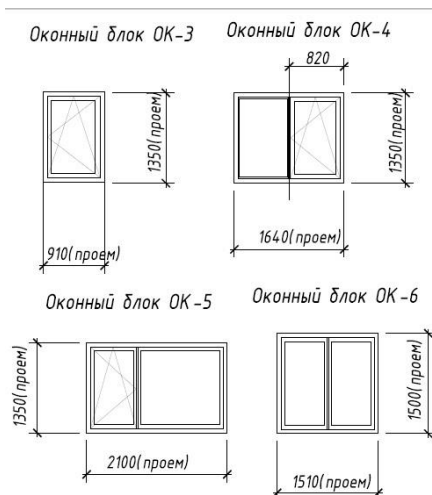 Оконный блок ОК-3
Оконный блок ОК-4
820
1350(проем)
1350(проем)
910(проем)
1640(проем)
Оконный блок ОК-5
Оконный блок ОК-6
1350(проем)
1500(проем)
2100(проем)
1510(проем)